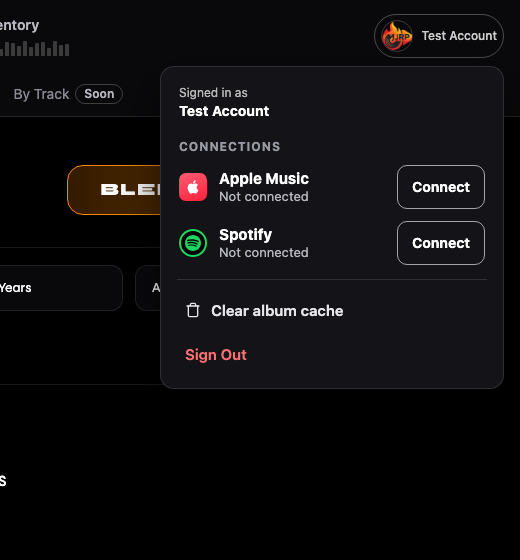 entory
Test Account
By Track
Soon
Signed in as
Test Account
CONNECTIONS
Apple Music
Not connected
Connect
BLE
Spotify
Not connected
Connect
Years
A
Clear album cache
Sign Out
s